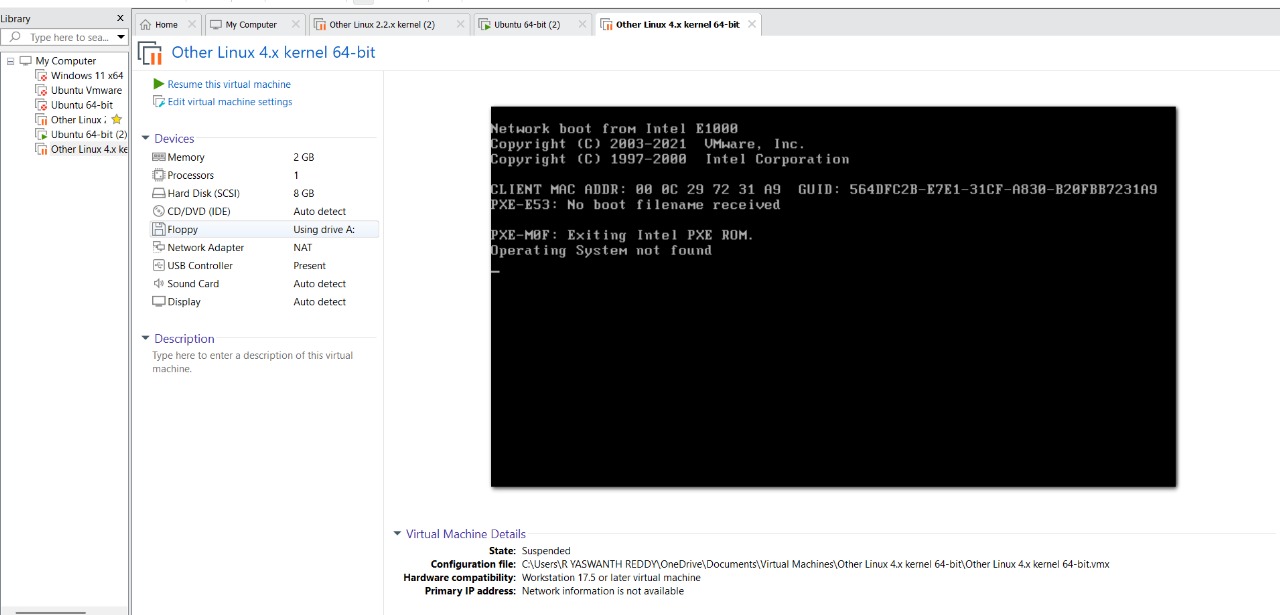 Library x
Type here to sea...
My Computer
Windows 11 x64
Ubuntu Vmware
Ubuntu 64-bit
Other Linux 2
Ubuntu 64-bit (2)
Other Linux 4.x ke
Home
My Computer
Other Linux 2.2.x kernel (2)
Ubuntu 64-bit (2)
Other Linux 4.x kernel 64-bit
Other Linux 4.x kernel 64-bit
Resume this virtual machine
Edit virtual machine settings
Devices
Memory 2 GB
Processors 1
Hard Disk (SCSI) 8 GB
CD/DVD (IDE) Auto detect
Floppy Using drive A:
Network Adapter NAT
USB Controller Present
Sound Card Auto detect
Display Auto detect
Description
Type here to enter a description of this virtual
machine.
Network boot from Intel E1000
Copyright (C) 2003-2021 VMware, Inc.
Copyright (C) 1997-2000 Intel Corporation
CLIENT MAC ADDR: 00 0C 29 72 31 A9 GUID: 564DFC2B-E7E1-31CF-A830-B20FBB7231A9
PXE-E53: No boot filename received
PXE-M0F: Exiting Intel PXE ROM.
Operating System not found
Virtual Machine Details
State: Suspended
Configuration file: C:\Users\R YASWANTH REDDY\OneDrive\Documents\Virtual Machines\Other Linux 4.x kernel 64-bit\Other Linux 4.x kernel 64-bit.vmx
Hardware compatibility: Workstation 17.5 or later virtual machine
Primary IP address: Network information is not available